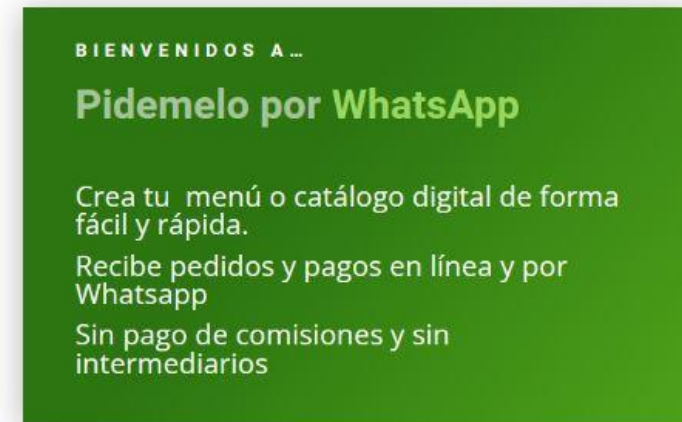 BIENVENIDOS A…
Pidemelo por WhatsApp
Crea tu  menú o catálogo digital de forma
fácil y rápida.
Recibe pedidos y pagos en línea y por
Whatsapp
Sin pago de comisiones y sin
intermediarios